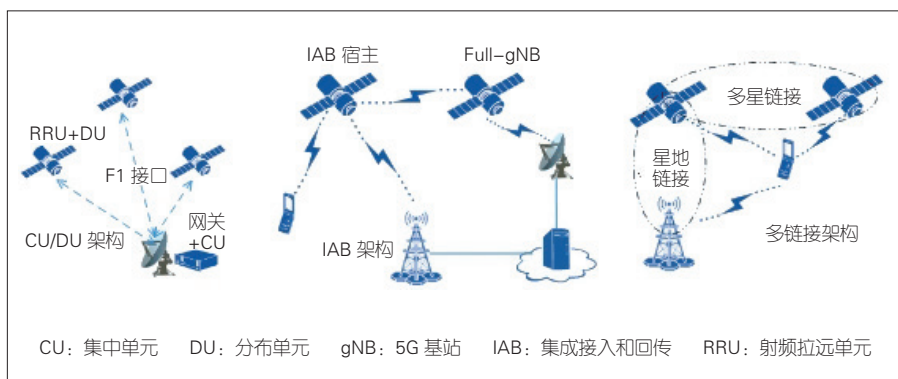 IAB 宿主
Full-gNB
RRU+DU
F1 接口
CU/DU 架构
网关
+CU
IAB 架构
多星链接
星地
链接
多链接架构
CU：集中单元 DU：分布单元 gNB：5G 基站 IAB：集成接入和回传 RRU：射频拉远单元